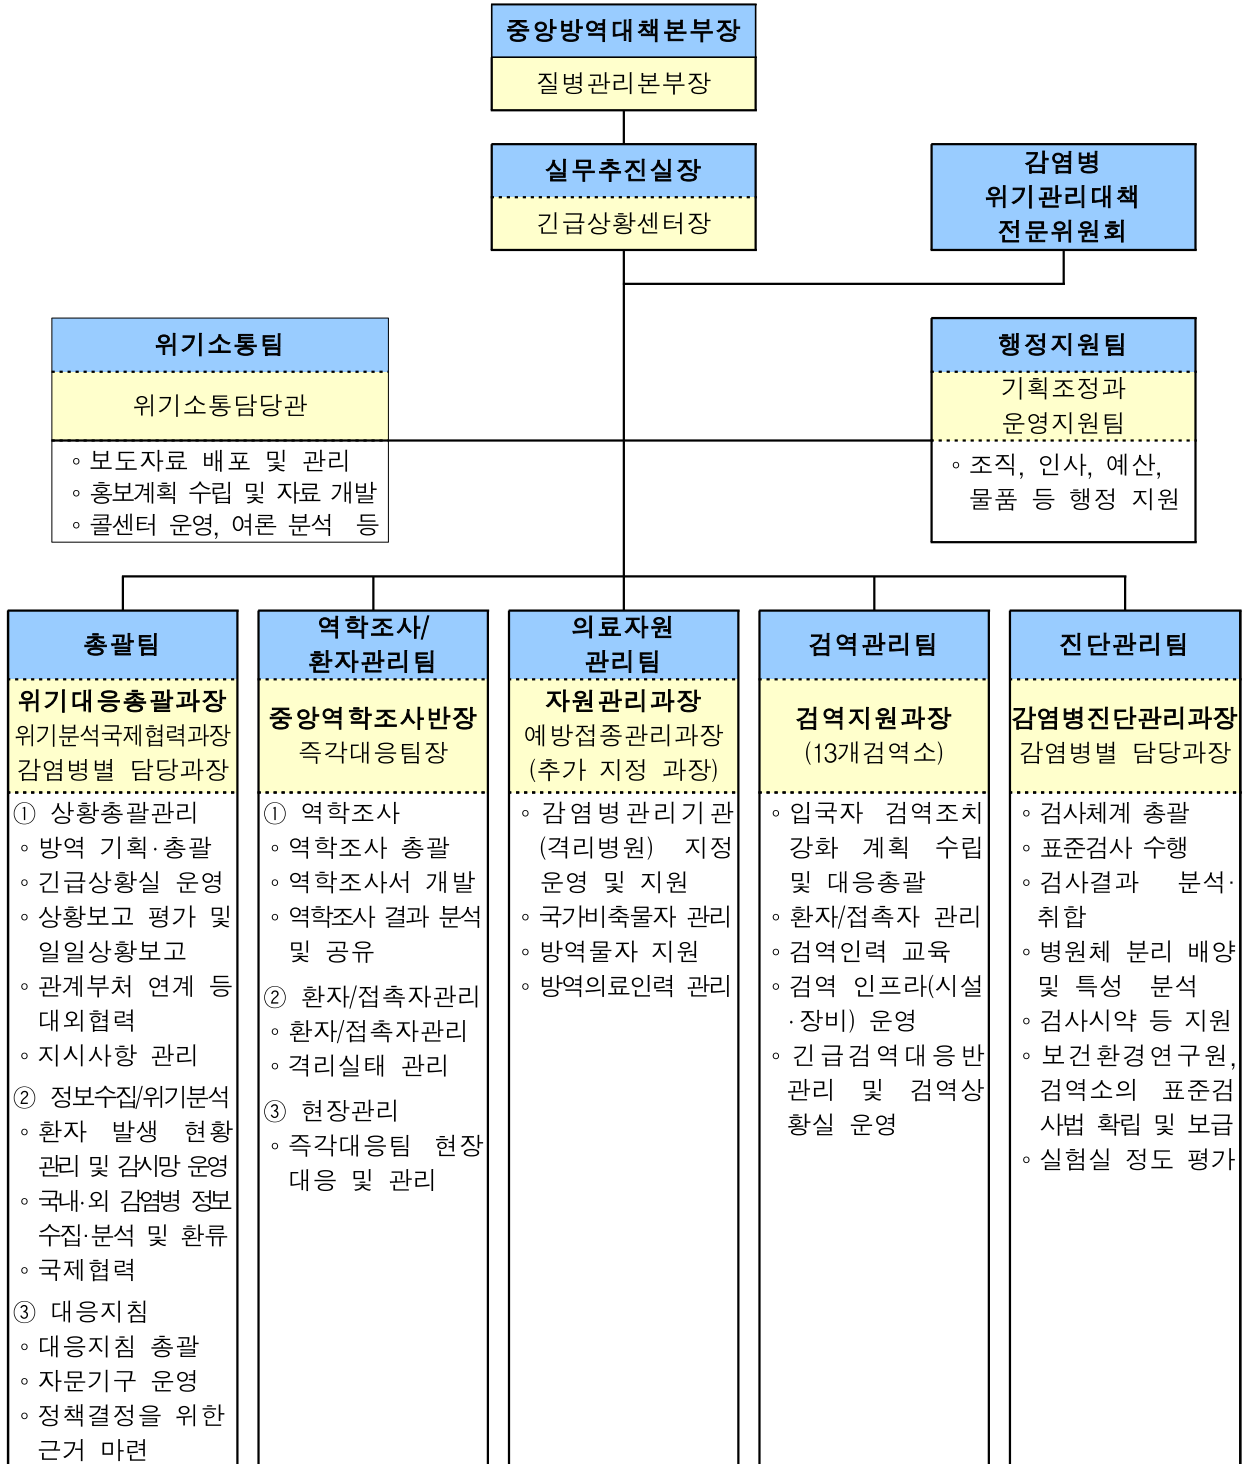 중앙방역대책본부장
질병관리본부장
실무추진실장
긴급상황센터장
감염병
위기관리대책
전문위원회
위기소통팀
위기소통담당관
◦ 보도자료 배포 및 관리
◦ 홍보계획 수립 및 자료 개발
◦ 콜센터 운영, 여론 분석 등
행정지원팀
기획조정과
운영지원팀
◦ 조직, 인사, 예산,
물품 등 행정 지원
총괄팀
위기대응총괄과장
위기분석국제협력과장
감염병별 담당과장
① 상황총괄관리
◦ 방역 기획·총괄
◦ 긴급상황실 운영
◦ 상황보고 평가 및
일일상황보고
◦ 관계부처 연계 등
대외협력
◦ 지시사항 관리
② 정보수집/위기분석
◦ 환자 발생 현황
관리 및 감시망 운영
◦ 국내·외 감염병 정보
수집·분석 및 환류
◦ 국제협력
③ 대응지침
◦ 대응지침 총괄
◦ 자문기구 운영
◦ 정책결정을 위한
근거 마련
역학조사/
환자관리팀
중앙역학조사반장
즉각대응팀장
① 역학조사
◦ 역학조사 총괄
◦ 역학조사서 개발
◦ 역학조사 결과 분석
및 공유
② 환자/접촉자관리
◦ 환자/접촉자관리
◦ 격리실태 관리
③ 현장관리
◦ 즉각대응팀 현장
대응 및 관리
의료자원
관리팀
자원관리과장
예방접종관리과장
(추가 지정 과장)
◦ 감염병관리기관
(격리병원) 지정
운영 및 지원
◦ 국가비축물자 관리
◦ 방역물자 지원
◦ 방역의료인력 관리
검역관리팀
검역지원과장
(13개검역소)
◦ 입국자 검역조치
강화 계획 수립
및 대응총괄
◦ 환자/접촉자 관리
◦ 검역인력 교육
◦ 검역 인프라(시설
·장비) 운영
◦ 긴급검역대응반
관리 및 검역상
황실 운영
진단관리팀
감염병진단관리과장
감염병별 담당과장
◦ 검사체계 총괄
◦ 표준검사 수행
◦ 검사결과 분석·
취합
◦ 병원체 분리 배양
및 특성 분석
◦ 검사시약 등 지원
◦ 보건환경연구원,
검역소의 표준검
사법 확립 및 보급
◦ 실험실 정도 평가